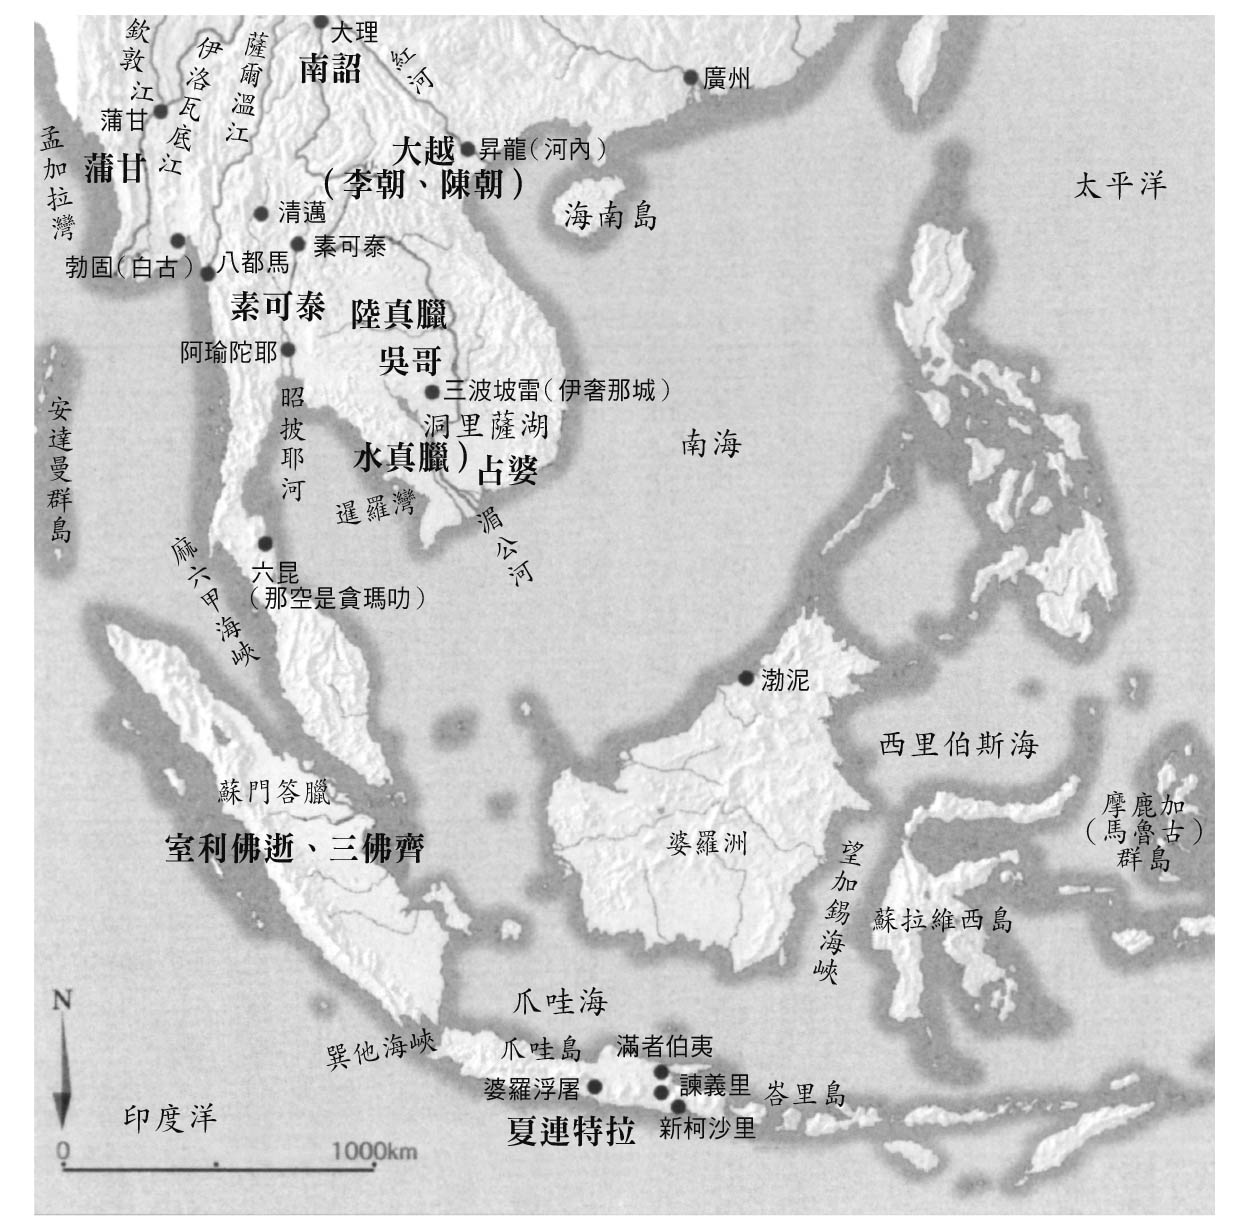 欽敦江
伊洛瓦底江
薩爾溫江
大理
南詔
紅河
廣州
蒲甘
蒲甘
孟加拉灣
大越
（李朝、陳朝）
昇龍（河內）
海南島
太平洋
清邁
素可泰
勃固（白古）
八都馬
素可泰
陸真臘
吳哥
阿瑜陀耶
三波坡雷（伊奢那城）
昭披耶河
洞里薩湖
水真臘）
占婆
南海
安達曼群島
暹羅灣
湄公河
麻六甲海峽
六昆
（那空是貪瑪叻）
渤泥
西里伯斯海
蘇門答臘
室利佛逝、三佛齊
婆羅洲
望加錫海峽
摩鹿加
（馬魯古）
群島
蘇拉維西島
爪哇海
巽他海峽
爪哇島
滿者伯夷
婆羅浮屠
諫義里
峇里島
夏連特拉
新柯沙里
印度洋
N
0
1000km